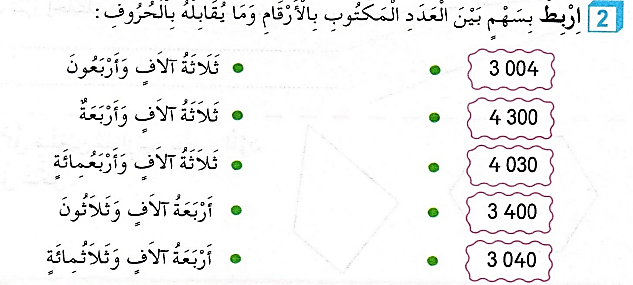 2 اِرْبِطْ بِسَهْمٍ بَيْنَ الْعَدَدِ الْمَكْتُوبِ بِالْأَرْقَامِ وَمَا يُقَابِلُهُ بِالْحُرُوفِ :
3 004 ثَلَاثَةُ آلَافٍ وَأَرْبَعُونَ
4 300 ثَلَاثَةُ آلَافٍ وَأَرْبَعَةٌ
4 030 ثَلَاثَةُ آلَافٍ وَأَرْبَعُمِائَةٍ
3 400 أَرْبَعَةُ آلَافٍ وَثَلَاثُونَ
3 040 أَرْبَعَةُ آلَافٍ وَثَلَاثُمِائَةٍ